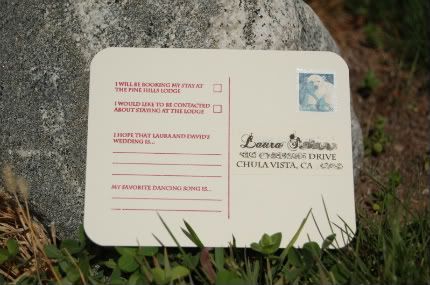 I WILL BE BOOKING MY STAY AT
THE PINE HILLS LODGE
I WOULD LIKE TO BE CONTACTED
ABOUT STAYING AT THE LODGE
I HOPE THAT LAURA AND DAVID'S
WEDDING IS...
MY FAVORITE DANCING SONG IS...
Laura
DRIVE
CHULA VISTA, CA